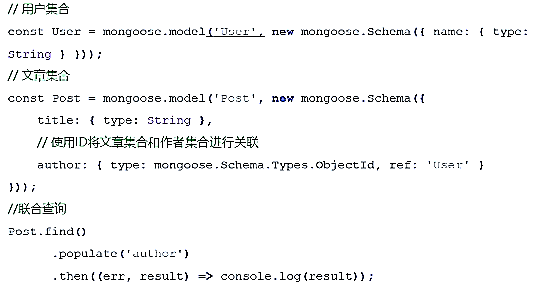 // 用户集合
const User = mongoose.model('User', new mongoose.Schema({ name: { type:
String } }));
// 文章集合
const Post = mongoose.model('Post', new mongoose.Schema({
title: { type: String },
// 使用ID将文章集合和作者集合进行关联
author: { type: mongoose.Schema.Types.ObjectId, ref: 'User' }
}));
//联合查询
Post.find()
.populate('author')
.then((err, result) => console.log(result));